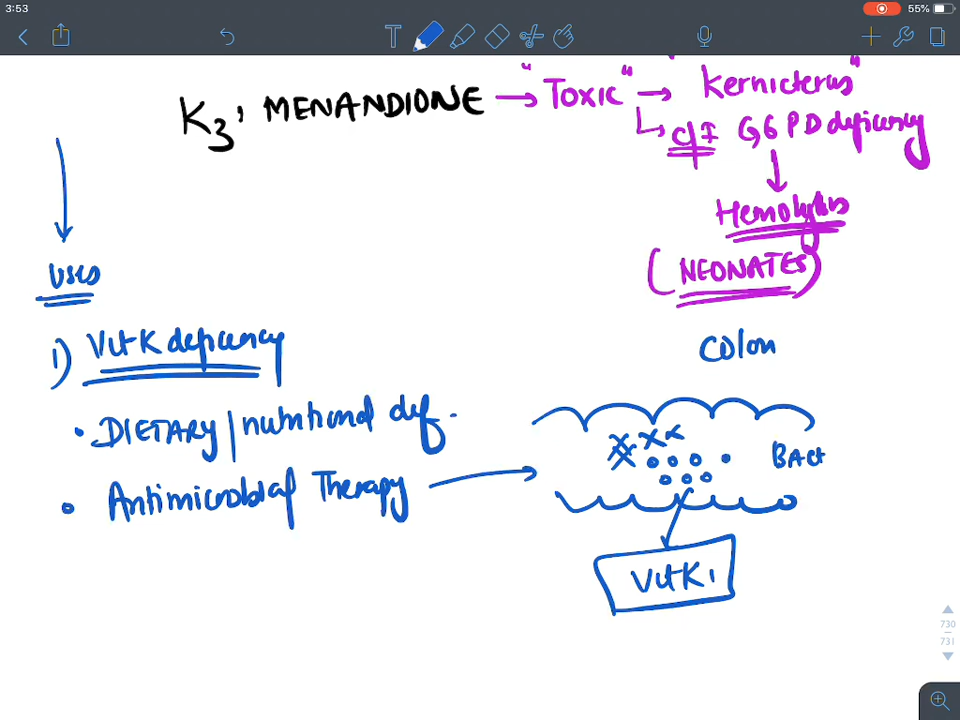 3:53
55%
T
K3: MENANDIONE → "Toxic" → "Kernicterus"
C/I G6PD deficiency
Hemolysis
(NEONATES)
Uses
1) Vit K deficiency
Colon
• DIETARY/nutritional def.
Bact
• Antimicrobial Therapy →
Vit K1
730
731